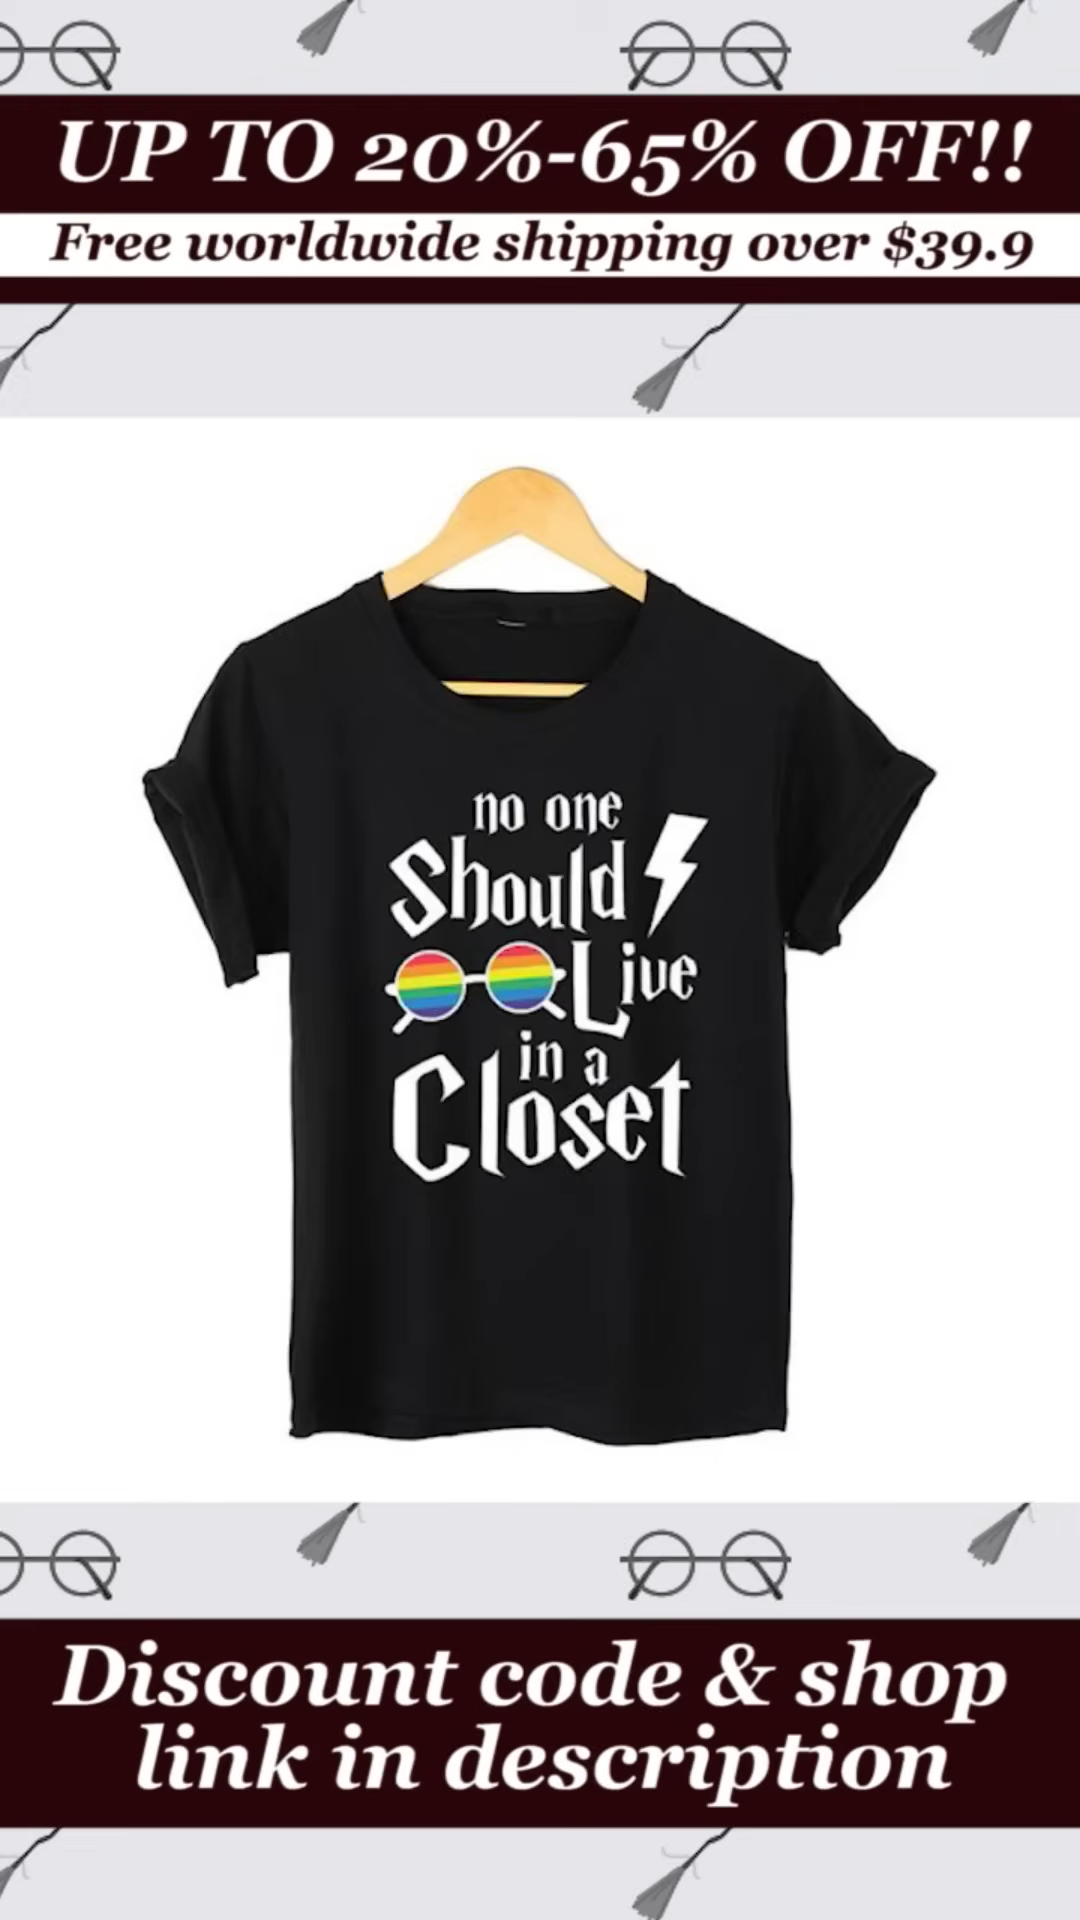 UP TO 20%-65% OFF!!
Free worldwide shipping over $39.9
no one
Should
Live
in a
Closet
Discount code & shop
link in description